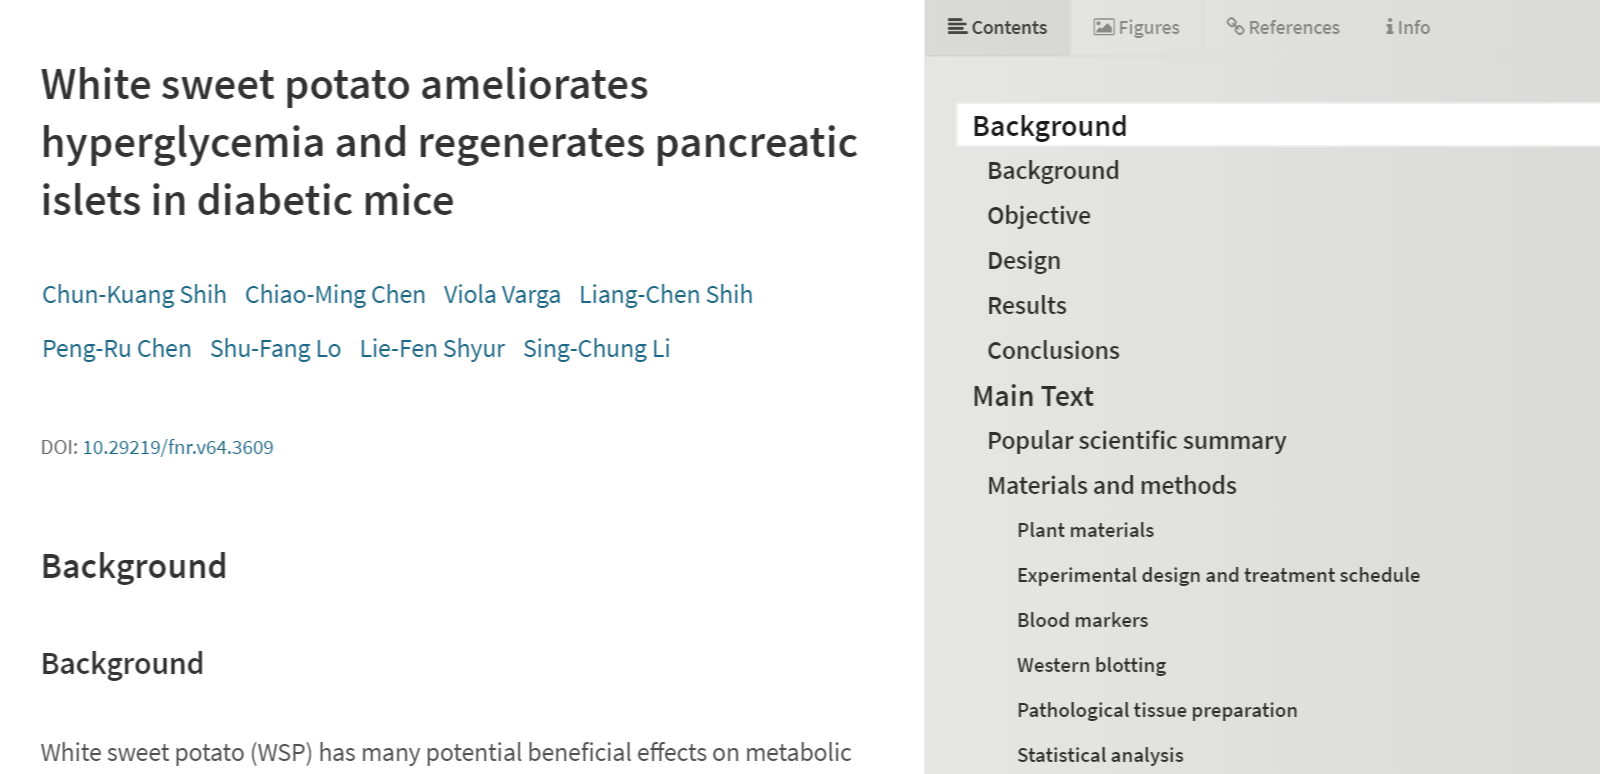 White sweet potato ameliorates
hyperglycemia and regenerates pancreatic
islets in diabetic mice
Chun-Kuang Shih Chiao-Ming Chen Viola Varga Liang-Chen Shih
Peng-Ru Chen Shu-Fang Lo Lie-Fen Shyur Sing-Chung Li
DOI: 10.29219/fnr.v64.3609
Background
Background
White sweet potato (WSP) has many potential beneficial effects on metabolic
Contents Figures References Info
Background
Background
Objective
Design
Results
Conclusions
Main Text
Popular scientific summary
Materials and methods
Plant materials
Experimental design and treatment schedule
Blood markers
Western blotting
Pathological tissue preparation
Statistical analysis